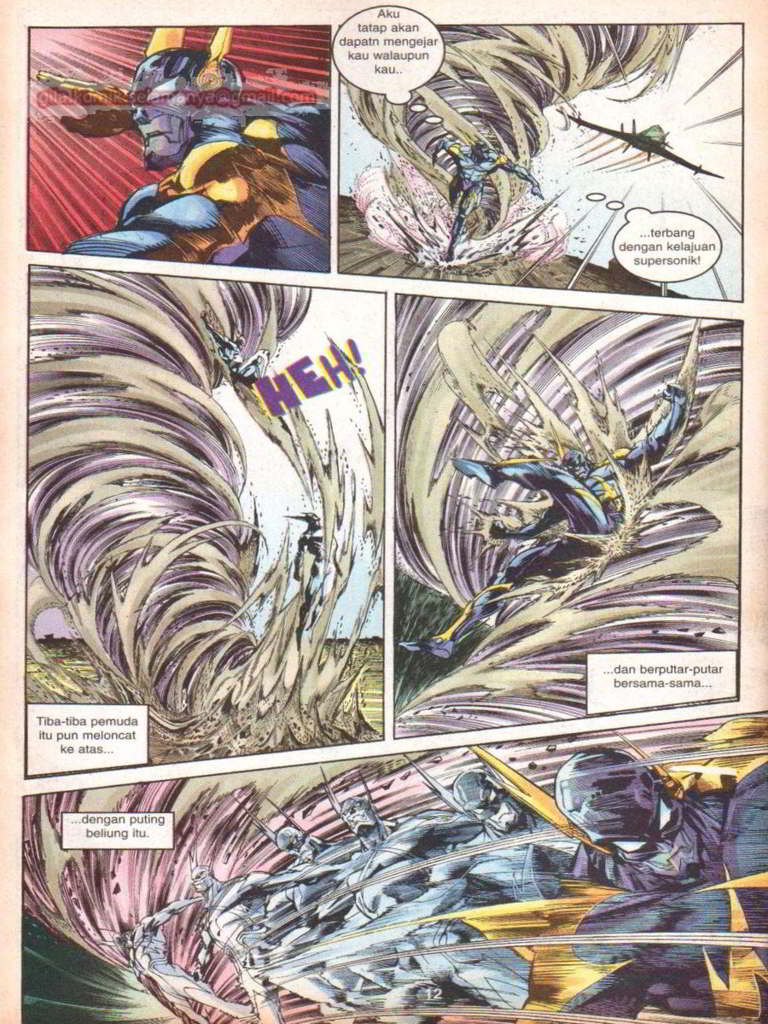 Aku
tatap akan
dapatn mengejar
kau walaupun
kau..
...terbang
dengan kelajuan
supersonik!
HEH!
Tiba-tiba pemuda
itu pun meloncat
ke atas...
...dan berputar-putar
bersama-sama...
...dengan puting
beliung itu.
12